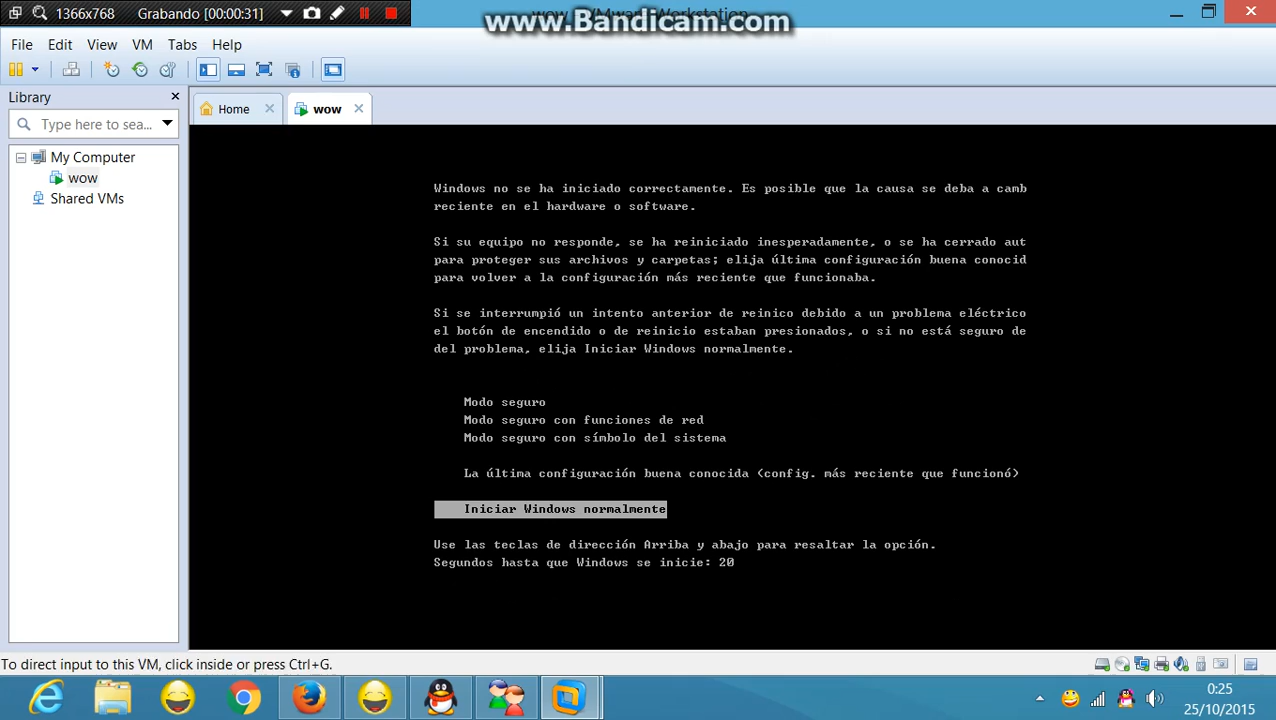 1366x768 Grabando [00:00:31]
www.Bandicam.com
File Edit View VM Tabs Help
Library
Home
wow
Type here to sea...
My Computer
wow
Shared VMs
Windows no se ha iniciado correctamente. Es posible que la causa se deba a camb
reciente en el hardware o software.
Si su equipo no responde, se ha reiniciado inesperadamente, o se ha cerrado aut
para proteger sus archivos y carpetas; elija última configuración buena conocid
para volver a la configuración más reciente que funcionaba.
Si se interrumpió un intento anterior de reinico debido a un problema eléctrico
el botón de encendido o de reinicio estaban presionados, o si no está seguro de
del problema, elija Iniciar Windows normalmente.
Modo seguro
Modo seguro con funciones de red
Modo seguro con símbolo del sistema
La última configuración buena conocida (config. más reciente que funcionó)
Iniciar Windows normalmente
Use las teclas de dirección Arriba y abajo para resaltar la opción.
Segundos hasta que Windows se inicie: 20
To direct input to this VM, click inside or press Ctrl+G.
0:25
25/10/2015